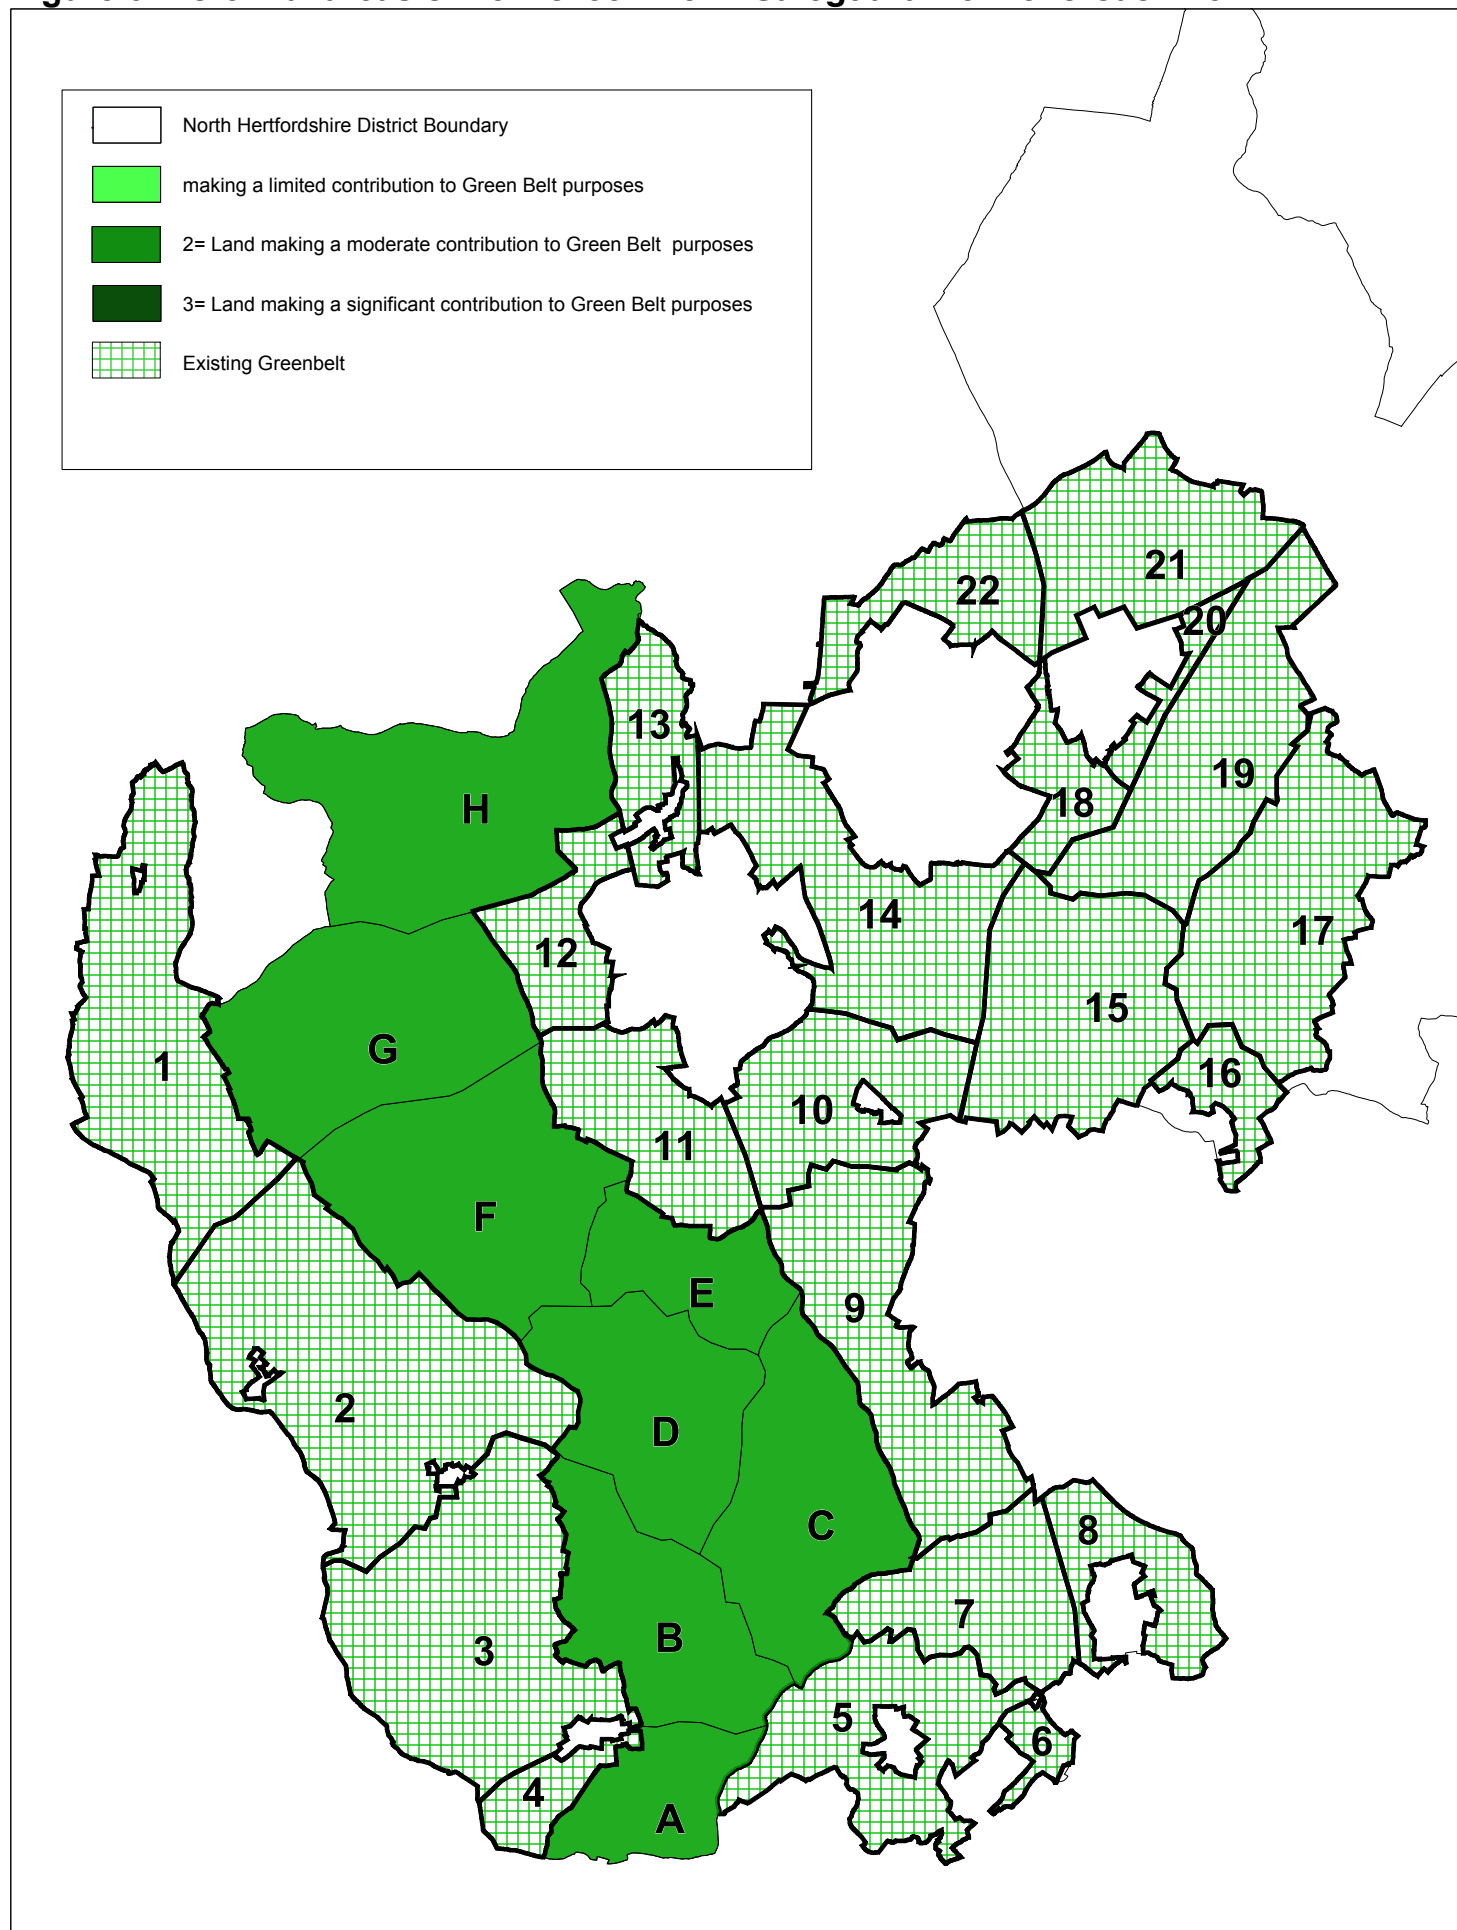 North Hertfordshire District Boundary
making a limited contribution to Green Belt purposes
2= Land making a moderate contribution to Green Belt purposes
3= Land making a significant contribution to Green Belt purposes
Existing Greenbelt
21
22
20
13
19
H
18
14
17
12
15
G
1
16
10
11
F
E
9
2
D
C
8
7
B
3
5
6
4
A